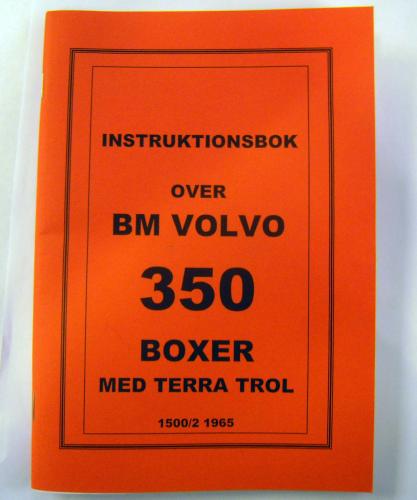 INSTRUKTIONSBOK
OVER
BM VOLVO
350
BOXER
MED TERRA TROL
1500/2 1965